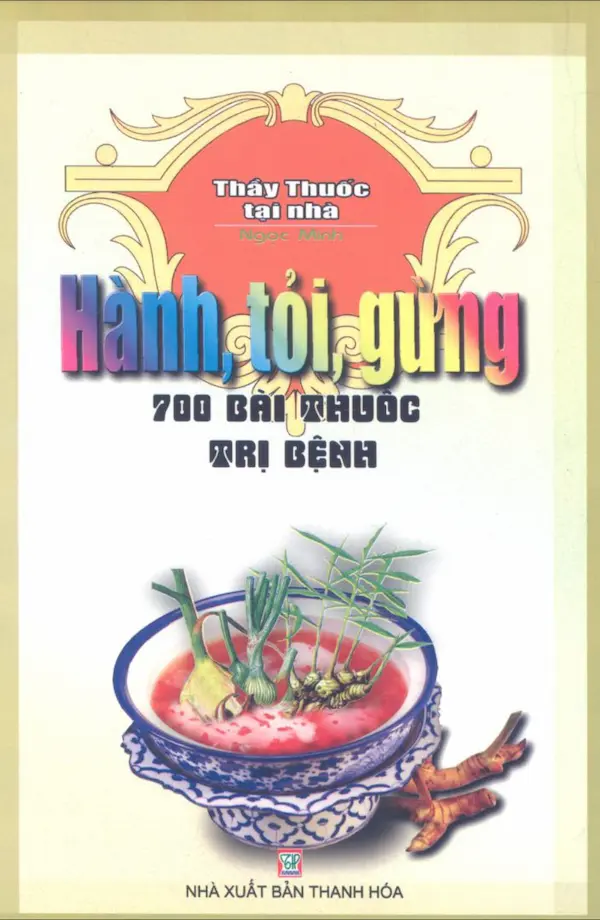 Thầy Thuốc
tại nhà
Ngọc Minh
Hành, tỏi, gừng
700 BÀI THUỐC
TRỊ BỆNH
NHÀ XUẤT BẢN THANH HÓA